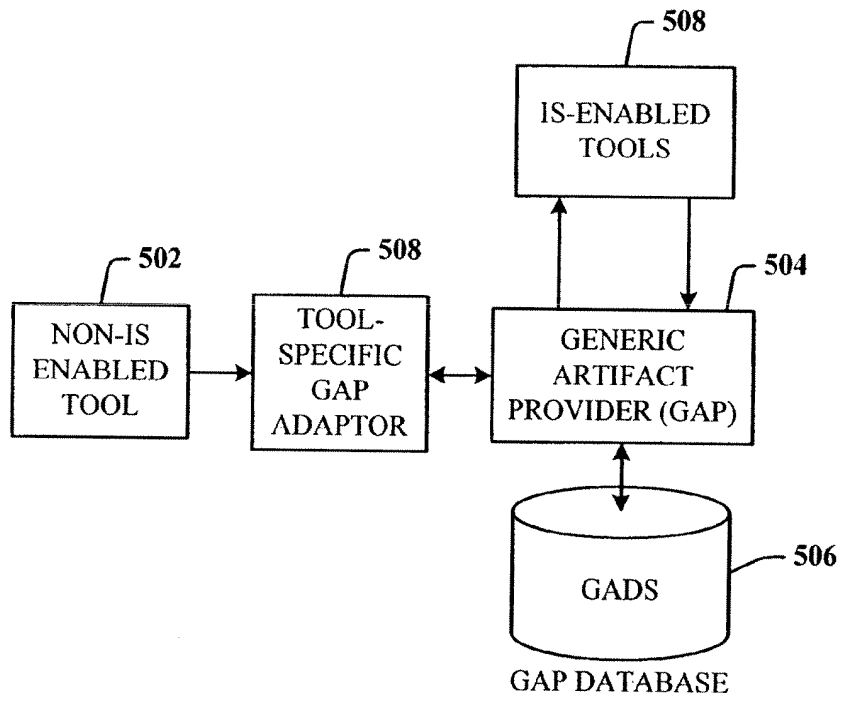 508
IS-ENABLED
TOOLS
502
NON-IS
ENABLED
TOOL
508
TOOL-
SPECIFIC
GAP
ADAPTOR
504
GENERIC
ARTIFACT
PROVIDER (GAP)
506
GADS
GAP DATABASE